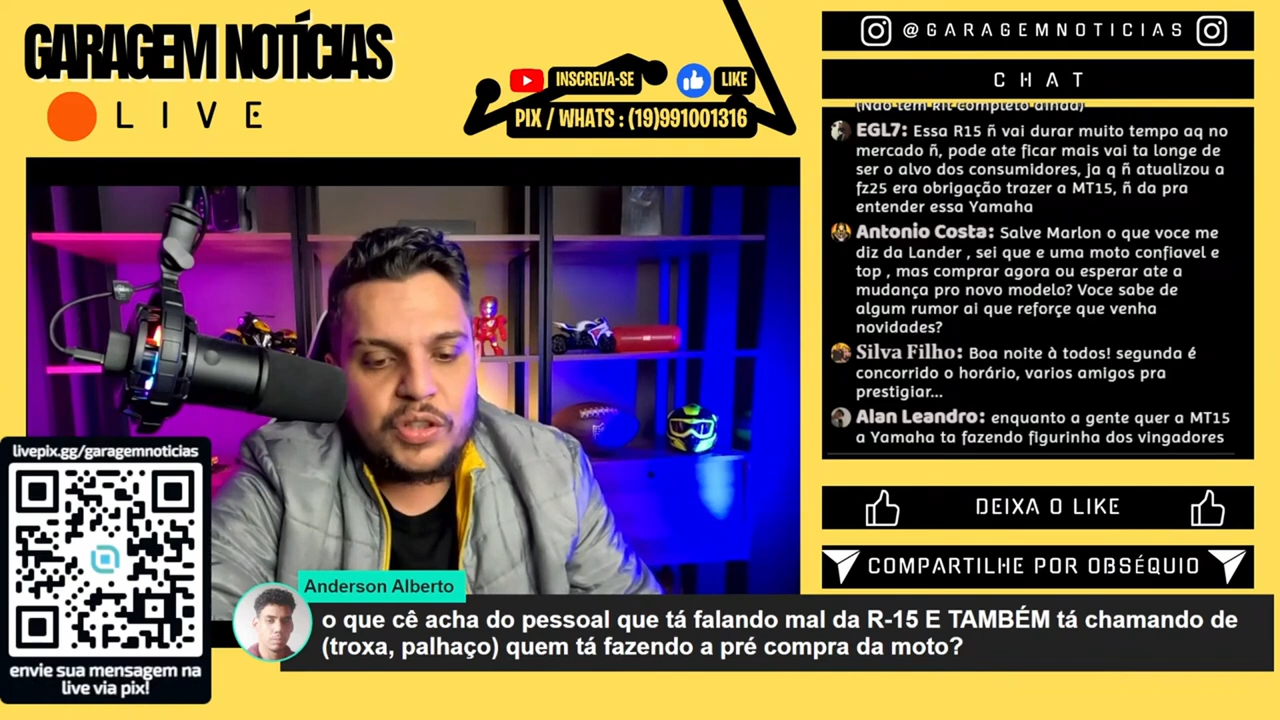 GARAGEM NOTÍCIAS
LIVE
INSCREVA-SE
LIKE
PIX / WHATS : (19)991001316
@GARAGEMNOTICIAS
CHAT
(Não tem kit completo ainda)
EGL7: Essa R15 ñ vai durar muito tempo aq no
mercado ñ, pode ate ficar mais vai ta longe de
ser o alvo dos consumidores, ja q ñ atualizou a
fz25 era obrigação trazer a MT15, ñ da pra
entender essa Yamaha
Antonio Costa: Salve Marlon o que voce me
diz da Lander , sei que e uma moto confiavel e
top , mas comprar agora ou esperar ate a
mudança pro novo modelo? Voce sabe de
algum rumor ai que reforçe que venha
novidades?
Silva Filho: Boa noite à todos! segunda é
concorrido o horário, varios amigos pra
prestigiar...
Alan Leandro: enquanto a gente quer a MT15
a Yamaha ta fazendo figurinha dos vingadores
DEIXA O LIKE
COMPARTILHE POR OBSÉQUIO
livepix.gg/garagemnoticias
envie sua mensagem na
live via pix!
Anderson Alberto
o que cê acha do pessoal que tá falando mal da R-15 E TAMBÉM tá chamando de
(troxa, palhaço) quem tá fazendo a pré compra da moto?